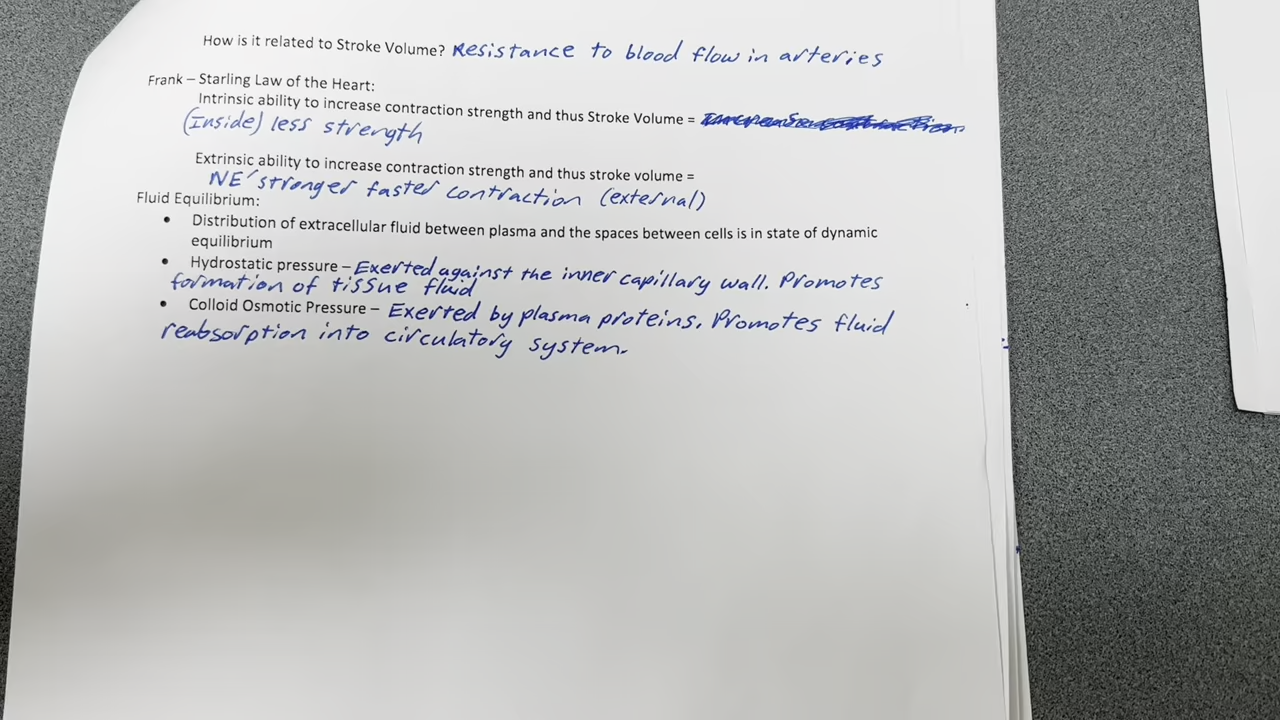 How is it related to Stroke Volume? Resistance to blood flow in arteries
Frank – Starling Law of the Heart:
Intrinsic ability to increase contraction strength and thus Stroke Volume =
(Inside) less strength
Extrinsic ability to increase contraction strength and thus stroke volume =
NE' stronger faster contraction (external)
Fluid Equilibrium:
• Distribution of extracellular fluid between plasma and the spaces between cells is in state of dynamic
equilibrium
• Hydrostatic pressure – Exerted against the inner capillary wall. Promotes
formation of tissue fluid
• Colloid Osmotic Pressure – Exerted by plasma proteins. Promotes fluid
reabsorption into circulatory system.